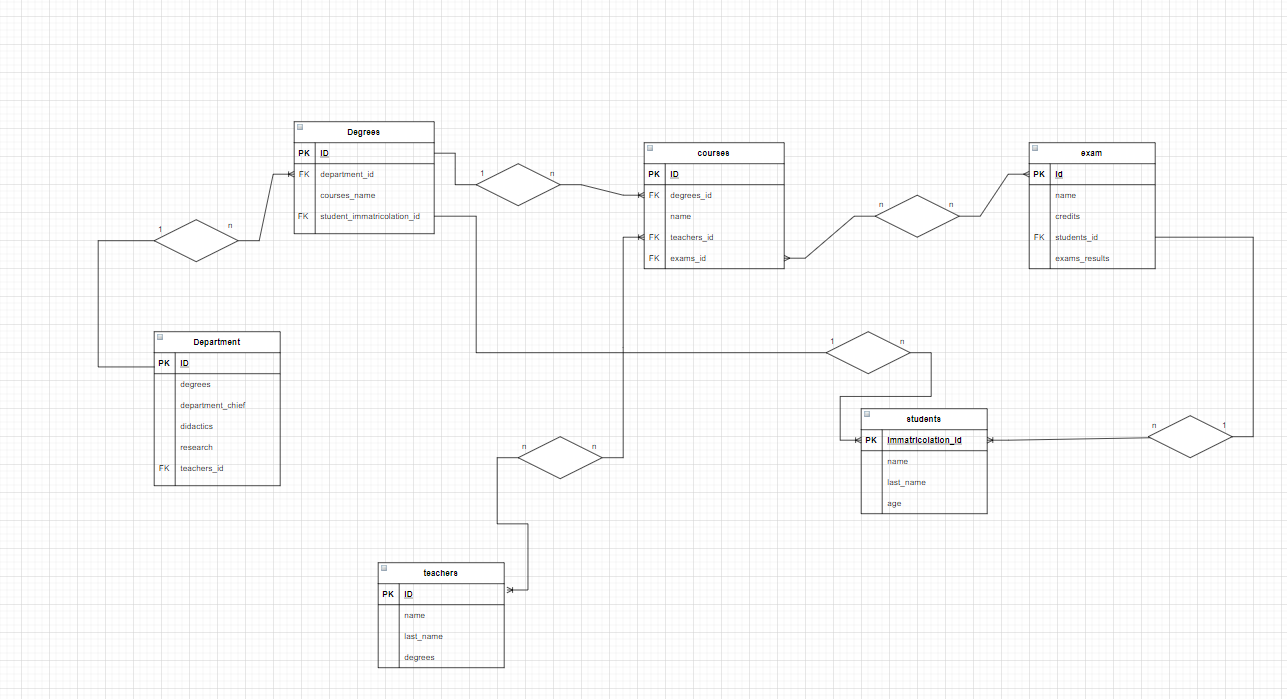 Degrees
PK ID
FK department_id
courses_name
FK student_immatricolation_id
1
n
courses
PK ID
FK degrees_id
name
FK teachers_id
FK exams_id
n
n
exam
PK Id
name
credits
FK students_id
exams_results
1
n
Department
PK ID
degrees
department_chief
didactics
research
FK teachers_id
1
n
students
PK immatricolation_id
name
last_name
age
n
1
n
n
teachers
PK ID
name
last_name
degrees